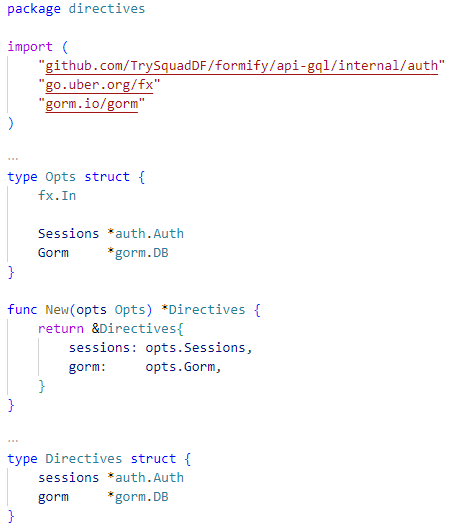 package directives
import (
"github.com/TrySquadDF/formify/api-gql/internal/auth"
"go.uber.org/fx"
"gorm.io/gorm"
)
...
type Opts struct {
fx.In
Sessions *auth.Auth
Gorm     *gorm.DB
}
func New(opts Opts) *Directives {
return &Directives{
sessions: opts.Sessions,
gorm:     opts.Gorm,
}
}
...
type Directives struct {
sessions *auth.Auth
gorm     *gorm.DB
}